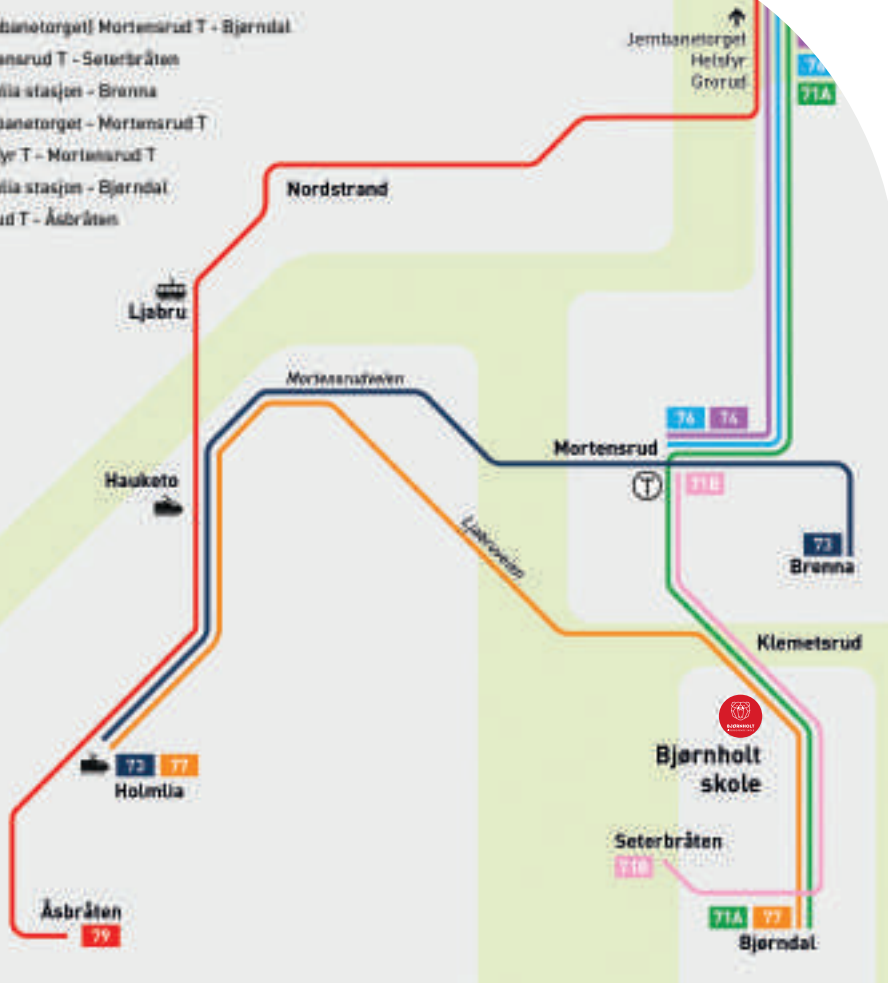 banetorget) Mortensrud T - Bjørndal
ensrud T - Seterbråten
lia stasjon - Brenna
banetorget - Mortensrud T
yr T - Mortensrud T
lia stasjon - Bjørndal
ud T - Åsbråten
Jernbanetorget
Helsfyr
Grorud
76
71A
Nordstrand
Ljabru
Mortensrudveien
76 74
Mortensrud
T
71B
Hauketo
Ljabruveien
73
Brenna
Klemetsrud
BJØRNHOLT
Bjørnholt
skole
73 77
Holmlia
Seterbråten
71B
Åsbråten
79
71A 77
Bjørndal